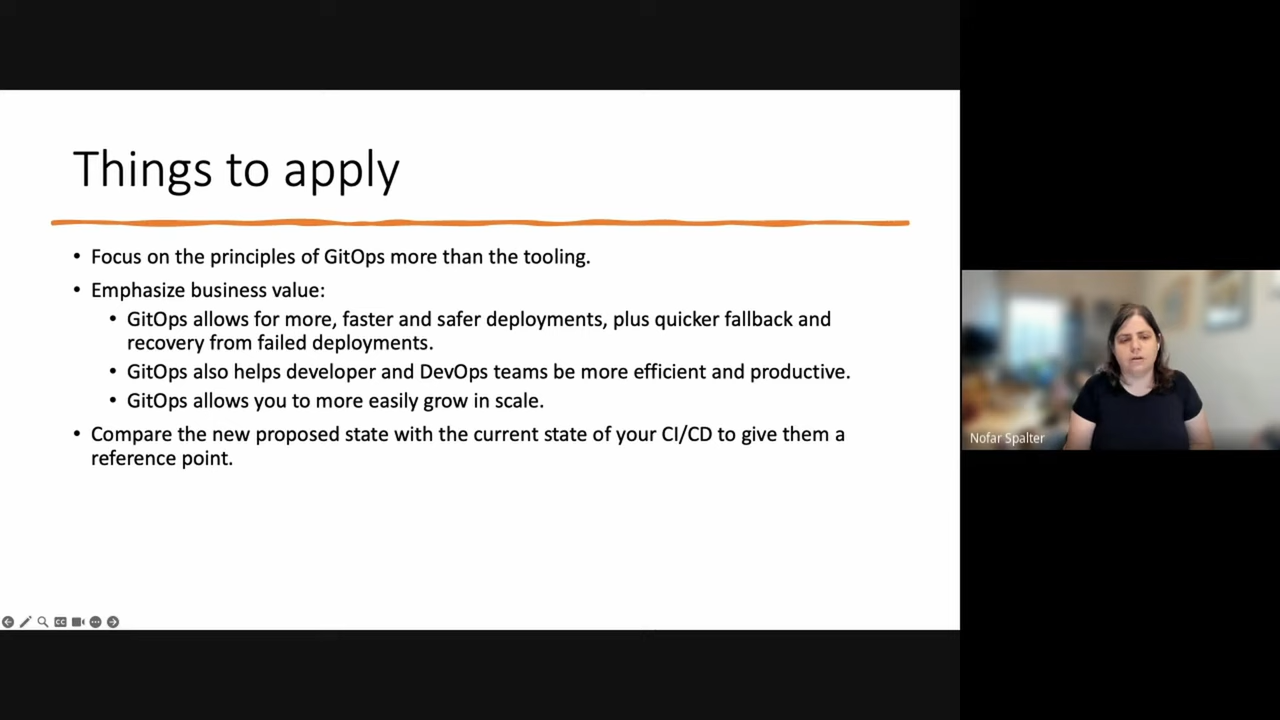 Things to apply
• Focus on the principles of GitOps more than the tooling.
• Emphasize business value:
• GitOps allows for more, faster and safer deployments, plus quicker fallback and
recovery from failed deployments.
• GitOps also helps developer and DevOps teams be more efficient and productive.
• GitOps allows you to more easily grow in scale.
• Compare the new proposed state with the current state of your CI/CD to give them a
reference point.
Nofar Spalter